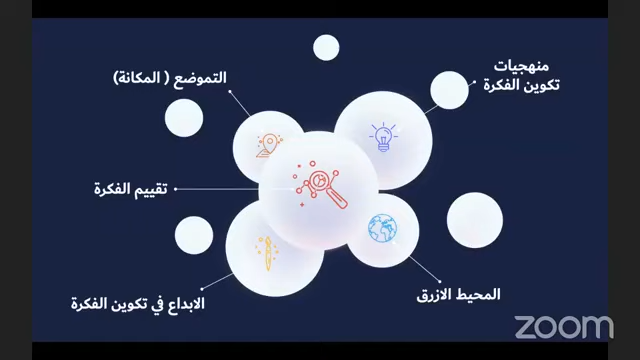 منهجيات
تكوين الفكرة
التموضع ( المكانة)
تقييم الفكرة
المحيط الازرق
الابداع في تكوين الفكرة
zoom